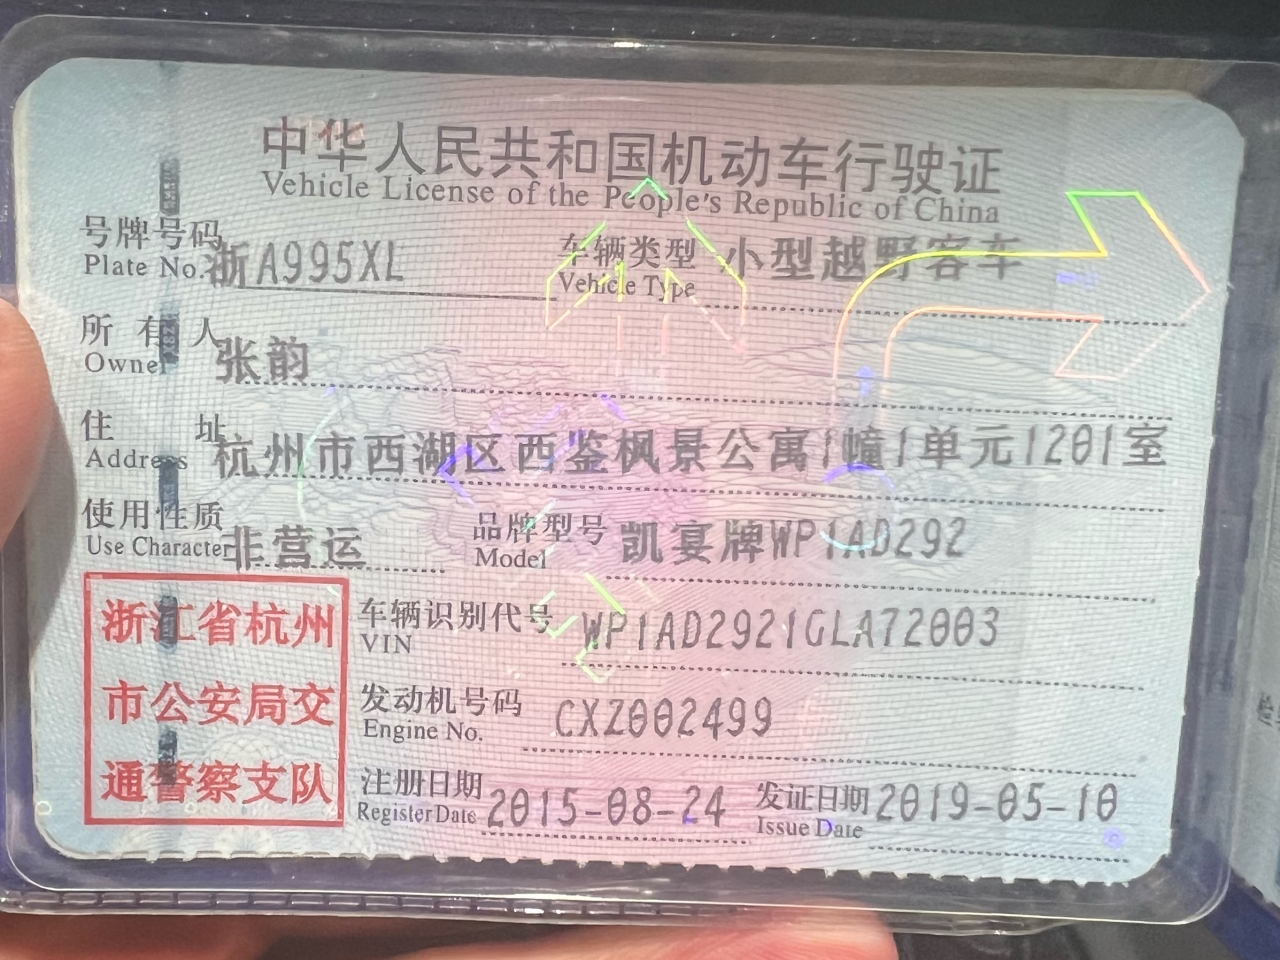 中华人民共和国机动车行驶证
Vehicle License of the People's Republic of China
号牌号码 浙A995XL 车辆类型 小型越野客车
Plate No. Vehicle Type
所有人 张韵
Owner
住址 杭州市西湖区西鉴枫景公寓1幢1单元1201室
Address
使用性质 非营运 品牌型号 凯宴牌WP1AD292
Use Character Model
浙江省杭州
市公安局交
通警察支队
车辆识别代号 WP1AD2921GLA72003
VIN
发动机号码 CXZ002499
Engine No.
注册日期 2015-08-24 发证日期 2019-05-10
Register Date Issue Date